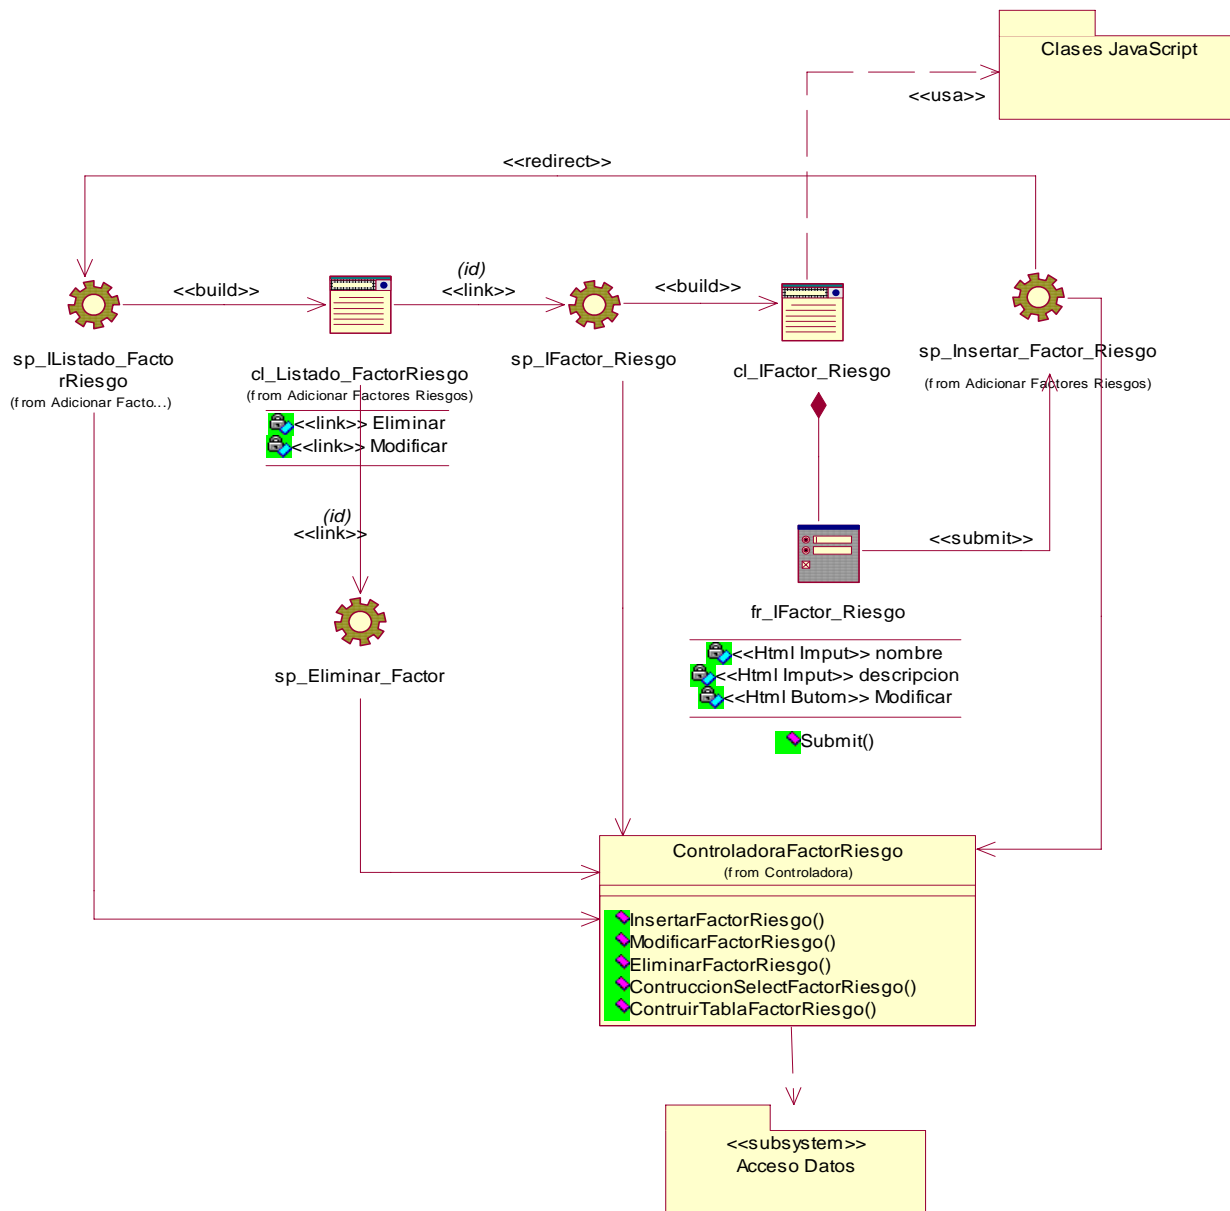 Clases JavaScript
<<usa>>
<<redirect>>
(id)
<<build>>
<<link>>
<<build>>
sp_IListado_Facto
rRiesgo
(from Adicionar Facto...)
cl_Listado_FactorRiesgo
(from Adicionar Factores Riesgos)
<<link>> Eliminar
<<link>> Modificar
sp_IFactor_Riesgo
cl_IFactor_Riesgo
sp_Insertar_Factor_Riesgo
(from Adicionar Factores Riesgos)
(id)
<<link>>
<<submit>>
sp_Eliminar_Factor
fr_IFactor_Riesgo
<<Html Imput>> nombre
<<Html Imput>> descripcion
<<Html Butom>> Modificar
Submit()
ControladoraFactorRiesgo
(from Controladora)
InsertarFactorRiesgo()
ModificarFactorRiesgo()
EliminarFactorRiesgo()
ContruccionSelectFactorRiesgo()
ContruirTablaFactorRiesgo()
<<subsystem>>
Acceso Datos